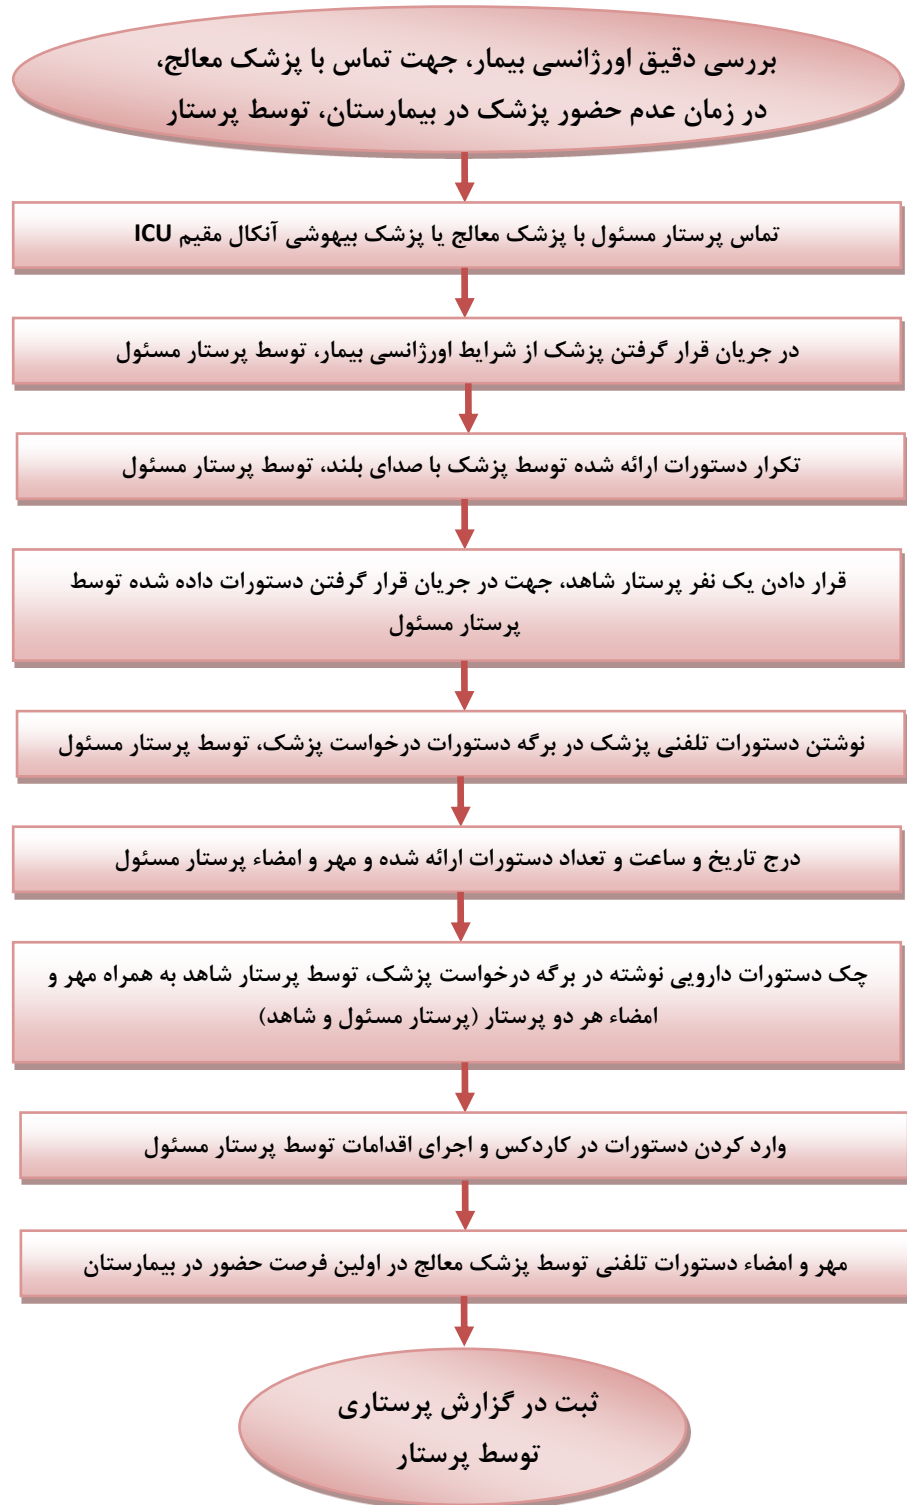 بررسی دقیق اورژانسی بیمار، جهت تماس با پزشک معالج،
در زمان عدم حضور پزشک در بیمارستان، توسط پرستار
تماس پرستار مسئول با پزشک معالج یا پزشک بیهوشی آنکال مقیم ICU
در جریان قرار گرفتن پزشک از شرایط اورژانسی بیمار، توسط پرستار مسئول
تکرار دستورات ارائه شده توسط پزشک با صدای بلند، توسط پرستار مسئول
قرار دادن یک نفر پرستار شاهد، جهت در جریان قرار گرفتن دستورات داده شده توسط
پرستار مسئول
نوشتن دستورات تلفنی پزشک در برگه دستورات درخواست پزشک، توسط پرستار مسئول
درج تاریخ و ساعت و تعداد دستورات ارائه شده و مهر و امضاء پرستار مسئول
چک دستورات دارویی نوشته در برگه درخواست پزشک، توسط پرستار شاهد به همراه مهر و
امضاء هر دو پرستار (پرستار مسئول و شاهد)
وارد کردن دستورات در کاردکس و اجرای اقدامات توسط پرستار مسئول
مهر و امضاء دستورات تلفنی توسط پزشک معالج در اولین فرصت حضور در بیمارستان
ثبت در گزارش پرستاری
توسط پرستار